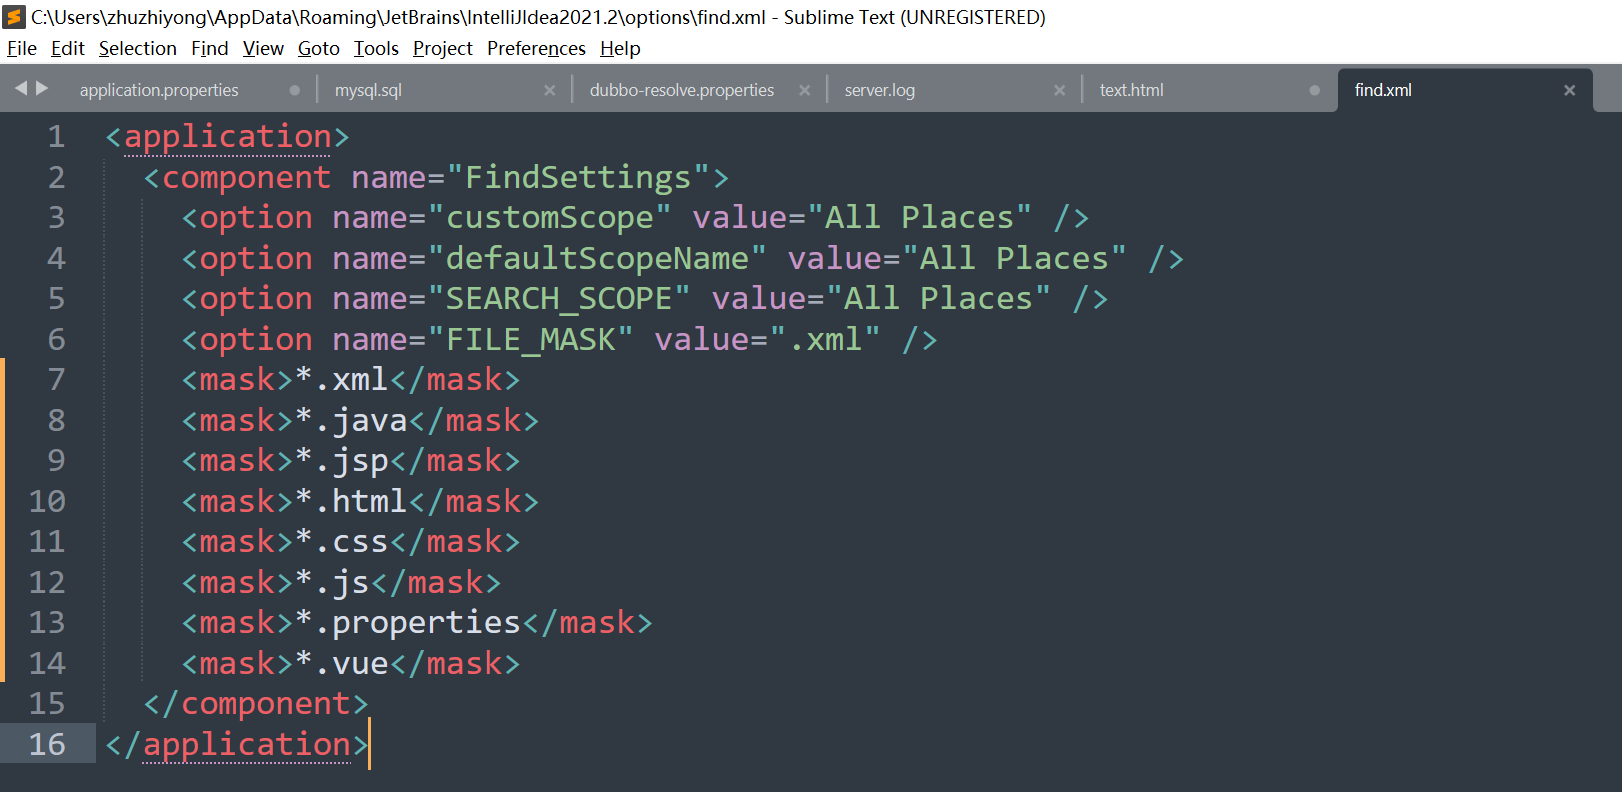 C:\Users\zhuzhiyong\AppData\Roaming\JetBrains\IntelliJIdea2021.2\options\find.xml - Sublime Text (UNREGISTERED)
File Edit Selection Find View Goto Tools Project Preferences Help
application.properties mysql.sql dubbo-resolve.properties server.log text.html find.xml
1 <application>
2 <component name="FindSettings">
3 <option name="customScope" value="All Places" />
4 <option name="defaultScopeName" value="All Places" />
5 <option name="SEARCH_SCOPE" value="All Places" />
6 <option name="FILE_MASK" value=".xml" />
7 <mask>*.xml</mask>
8 <mask>*.java</mask>
9 <mask>*.jsp</mask>
10 <mask>*.html</mask>
11 <mask>*.css</mask>
12 <mask>*.js</mask>
13 <mask>*.properties</mask>
14 <mask>*.vue</mask>
15 </component>
16 </application>